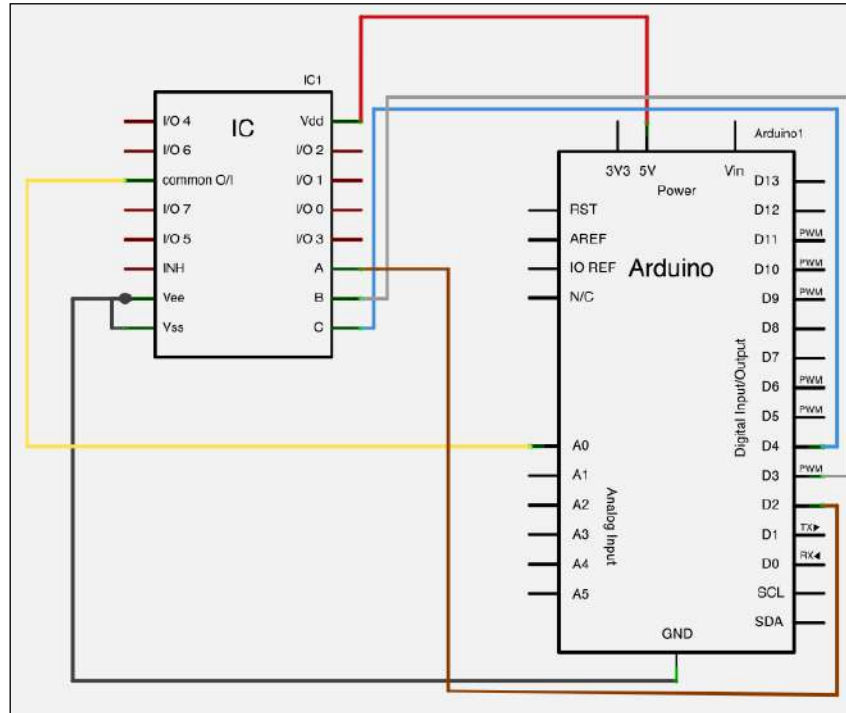 IC1
IC
I/O 4
I/O 6
common O/I
I/O 7
I/O 5
INH
Vee
Vss
Vdd
I/O 2
I/O 1
I/O 0
I/O 3
A
B
C
Arduino1
3V3 5V Vin
Power
Arduino
RST
AREF
IO REF
N/C
A0
A1
A2
A3
A4
A5
Analog Input
D13
D12
D11 PWM
D10 PWM
D9 PWM
D8
D7
D6 PWM
D5 PWM
D4
D3 PWM
D2
D1 TX▶
D0 RX◀
SCL
SDA
Digital Input/Output
GND